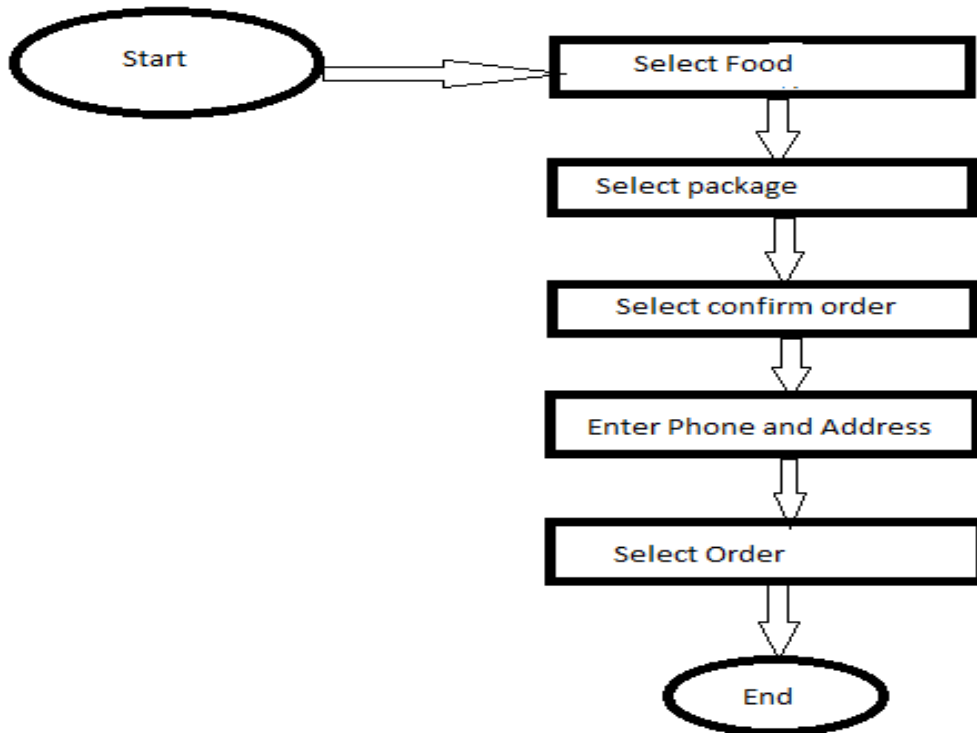 Start
Select Food
Select package
Select confirm order
Enter Phone and Address
Select Order
End